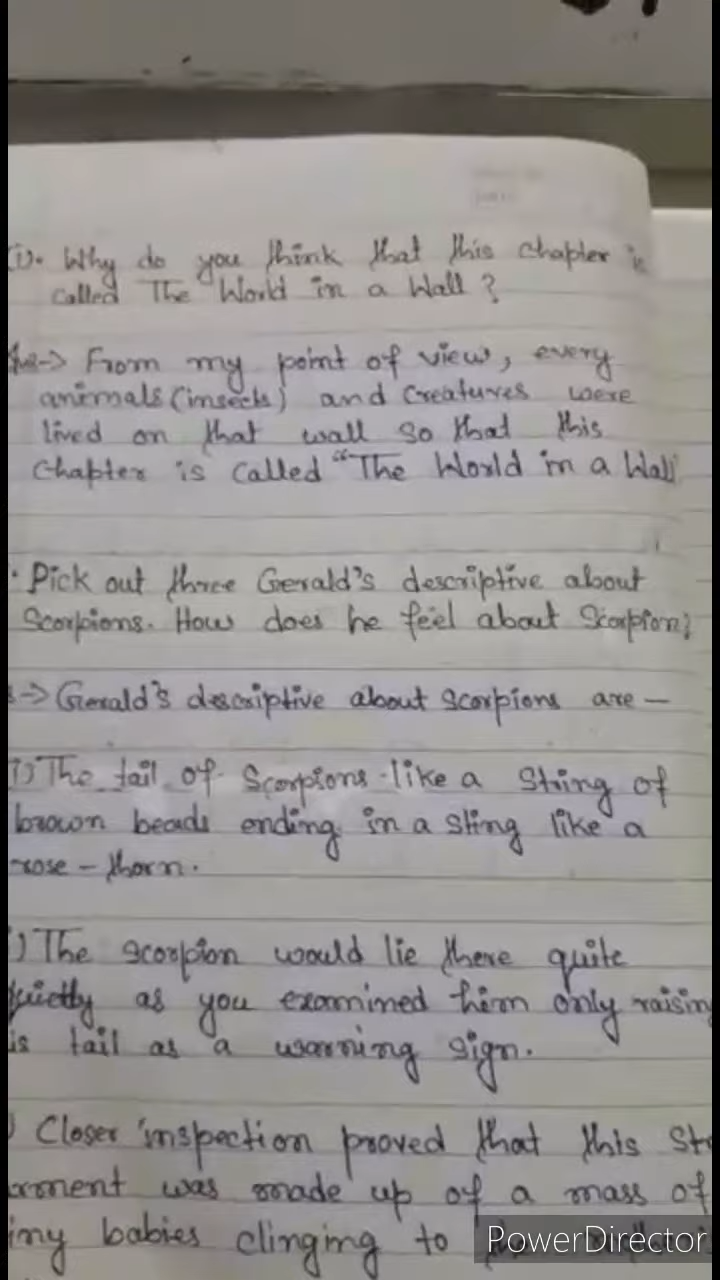 (i). Why do you think that this chapter is
called The World in a Wall ?
Ans-> From my point of view, every
animals (insects) and creatures were
lived on that wall so that this
chapter is called "The World in a Wall
. Pick out three Gerald's descriptive about
Scorpions. How does he feel about Scorpion;
-> Gerald's descriptive about scorpions are -
i) The tail of Scorpions like a String of
brown beads ending in a sting like a
rose - thorn.
) The scorpion would lie there quite
quietly as you examined him only raising
is tail as a warning sign.
) Closer inspection proved that this
was made up of a mass of
iny babies clinging to
PowerDirector